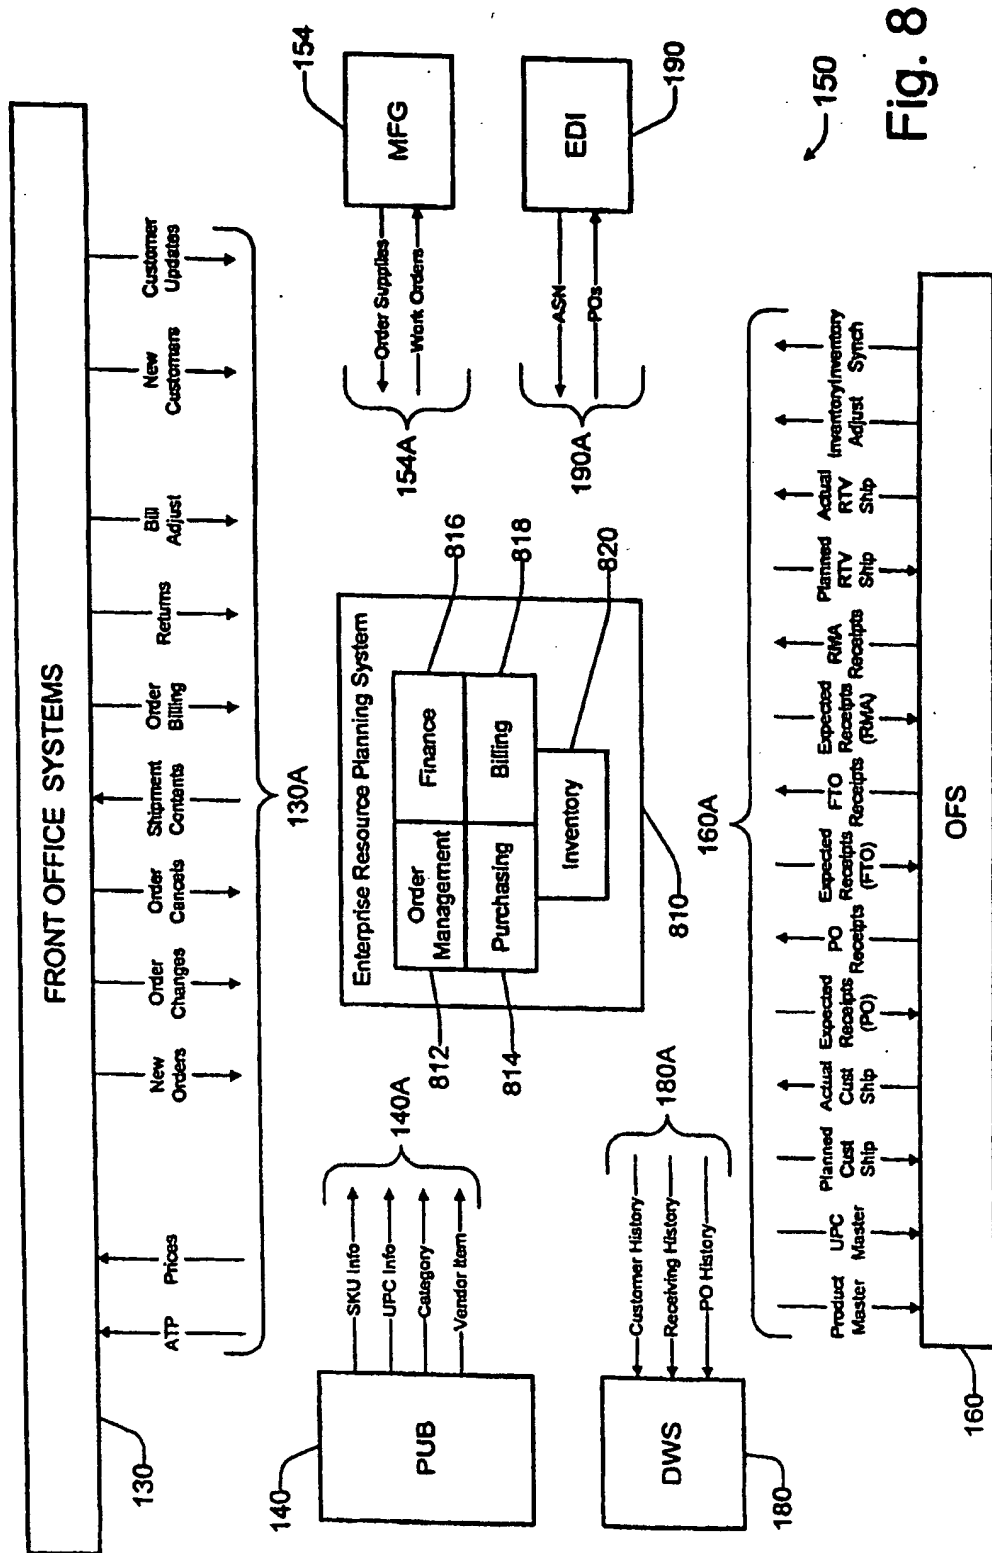 FRONT OFFICE SYSTEMS
130
ATP
Prices
New
Orders
Order
Changes
Order
Cancels
Shipment
Contents
Order
Billing
Returns
Bill
Adjust
New
Customers
Customer
Updates
130A
PUB
140
SKU Info
UPC Info
Category
Vendor Item
140A
Enterprise Resource Planning System
Order
Management
Finance
Purchasing
Billing
Inventory
812
814
816
818
820
810
MFG
154
Order Supplies
Work Orders
154A
EDI
190
ASN
POs
190A
DWS
180
Customer History
Receiving History
PO History
180A
160A
Product
Master
UPC
Master
Planned
Cust
Ship
Actual
Cust
Ship
Expected
Receipts
(PO)
PO
Receipts
Expected
Receipts
(FTO)
FTO
Receipts
Expected
Receipts
(RMA)
RMA
Receipts
Planned
RTV
Ship
Actual
RTV
Ship
Inventory
Adjust
Inventory
Synch
OFS
160
150
Fig. 8